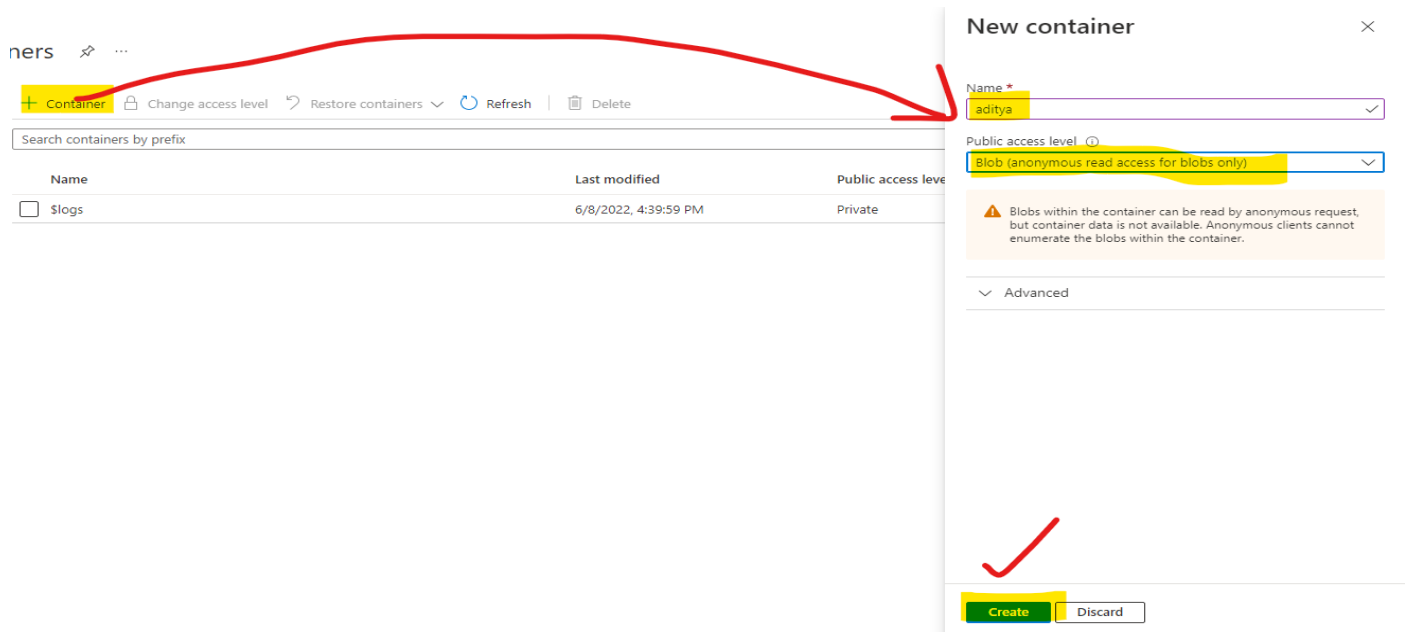 ners ...
+ Container Change access level Restore containers Refresh Delete
Search containers by prefix
Name Last modified Public access leve
$logs 6/8/2022, 4:39:59 PM Private
New container
Name *
aditya
Public access level
Blob (anonymous read access for blobs only)
Blobs within the container can be read by anonymous request,
but container data is not available. Anonymous clients cannot
enumerate the blobs within the container.
Advanced
Create Discard